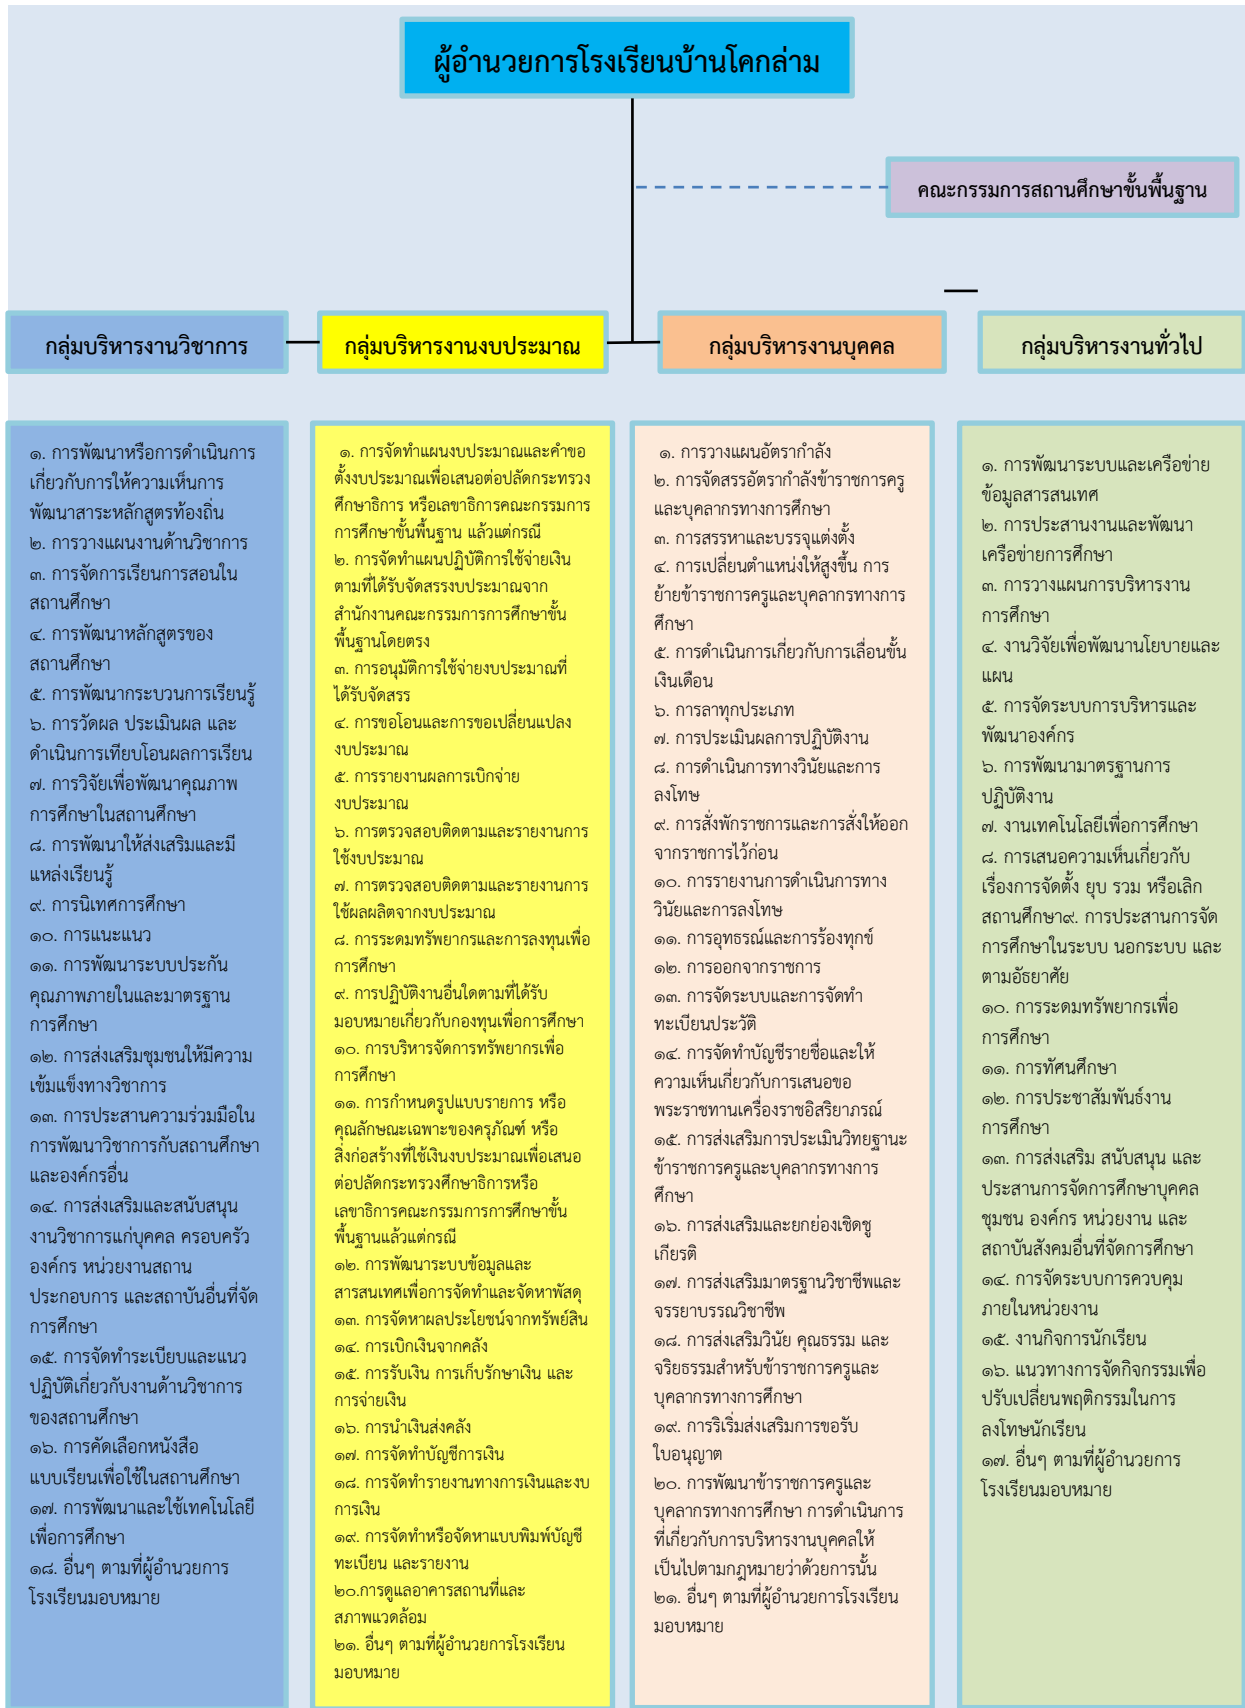 ผู้อำนวยการโรงเรียนบ้านโคกล่าม
คณะกรรมการสถานศึกษาขั้นพื้นฐาน
กลุ่มบริหารงานวิชาการ
กลุ่มบริหารงานงบประมาณ
กลุ่มบริหารงานบุคคล
กลุ่มบริหารงานทั่วไป
๑. การพัฒนาหรือการดำเนินการ
เกี่ยวกับการให้ความเห็นการ
พัฒนาสาระหลักสูตรท้องถิ่น
๒. การวางแผนงานด้านวิชาการ
๓. การจัดการเรียนการสอนใน
สถานศึกษา
๔. การพัฒนาหลักสูตรของ
สถานศึกษา
๕. การพัฒนากระบวนการเรียนรู้
๖. การวัดผล ประเมินผล และ
ดำเนินการเทียบโอนผลการเรียน
๗. การวิจัยเพื่อพัฒนาคุณภาพ
การศึกษาในสถานศึกษา
๘. การพัฒนาให้ส่งเสริมและมี
แหล่งเรียนรู้
๙. การนิเทศการศึกษา
๑๐. การแนะแนว
๑๑. การพัฒนาระบบประกัน
คุณภาพภายในและมาตรฐาน
การศึกษา
๑๒. การส่งเสริมชุมชนให้มีความ
เข้มแข็งทางวิชาการ
๑๓. การประสานความร่วมมือใน
การพัฒนาวิชาการกับสถานศึกษา
และองค์กรอื่น
๑๔. การส่งเสริมและสนับสนุน
งานวิชาการแก่บุคคล ครอบครัว
องค์กร หน่วยงานสถาน
ประกอบการ และสถาบันอื่นที่จัด
การศึกษา
๑๕. การจัดทำระเบียบและแนว
ปฏิบัติเกี่ยวกับงานด้านวิชาการ
ของสถานศึกษา
๑๖. การคัดเลือกหนังสือ
แบบเรียนเพื่อใช้ในสถานศึกษา
๑๗. การพัฒนาและใช้เทคโนโลยี
เพื่อการศึกษา
๑๘. อื่นๆ ตามที่ผู้อำนวยการ
โรงเรียนมอบหมาย
๑. การจัดทำแผนงบประมาณและคำขอ
ตั้งงบประมาณเพื่อเสนอต่อปลัดกระทรวง
ศึกษาธิการ หรือเลขาธิการคณะกรรมการ
การศึกษาขั้นพื้นฐาน แล้วแต่กรณี
๒. การจัดทำแผนปฏิบัติการใช้จ่ายเงิน
ตามที่ได้รับจัดสรรงบประมาณจาก
สำนักงานคณะกรรมการการศึกษาขั้น
พื้นฐานโดยตรง
๓. การอนุมัติการใช้จ่ายงบประมาณที่
ได้รับจัดสรร
๔. การขอโอนและการขอเปลี่ยนแปลง
งบประมาณ
๕. การรายงานผลการเบิกจ่าย
งบประมาณ
๖. การตรวจสอบติดตามและรายงานการ
ใช้งบประมาณ
๗. การตรวจสอบติดตามและรายงานการ
ใช้ผลผลิตจากงบประมาณ
๘. การระดมทรัพยากรและการลงทุนเพื่อ
การศึกษา
๙. การปฏิบัติงานอื่นใดตามที่ได้รับ
มอบหมายเกี่ยวกับกองทุนเพื่อการศึกษา
๑๐. การบริหารจัดการทรัพยากรเพื่อ
การศึกษา
๑๑. การกำหนดรูปแบบรายการ หรือ
คุณลักษณะเฉพาะของครุภัณฑ์ หรือ
สิ่งก่อสร้างที่ใช้เงินงบประมาณเพื่อเสนอ
ต่อปลัดกระทรวงศึกษาธิการหรือ
เลขาธิการคณะกรรมการการศึกษาขั้น
พื้นฐานแล้วแต่กรณี
๑๒. การพัฒนาระบบข้อมูลและ
สารสนเทศเพื่อการจัดทำและจัดหาพัสดุ
๑๓. การจัดหาผลประโยชน์จากทรัพย์สิน
๑๔. การเบิกเงินจากคลัง
๑๕. การรับเงิน การเก็บรักษาเงิน และ
การจ่ายเงิน
๑๖. การนำเงินส่งคลัง
๑๗. การจัดทำบัญชีการเงิน
๑๘. การจัดทำรายงานทางการเงินและงบ
การเงิน
๑๙. การจัดทำหรือจัดหาแบบพิมพ์บัญชี
ทะเบียน และรายงาน
๒๐.การดูแลอาคารสถานที่และ
สภาพแวดล้อม
๒๑. อื่นๆ ตามที่ผู้อำนวยการโรงเรียน
มอบหมาย
๑. การวางแผนอัตรากำลัง
๒. การจัดสรรอัตรากำลังข้าราชการครู
และบุคลากรทางการศึกษา
๓. การสรรหาและบรรจุแต่งตั้ง
๔. การเปลี่ยนตำแหน่งให้สูงขึ้น การ
ย้ายข้าราชการครูและบุคลากรทางการ
ศึกษา
๕. การดำเนินการเกี่ยวกับการเลื่อนขั้น
เงินเดือน
๖. การลาทุกประเภท
๗. การประเมินผลการปฏิบัติงาน
๘. การดำเนินการทางวินัยและการ
ลงโทษ
๙. การสั่งพักราชการและการสั่งให้ออก
จากราชการไว้ก่อน
๑๐. การรายงานการดำเนินการทาง
วินัยและการลงโทษ
๑๑. การอุทธรณ์และการร้องทุกข์
๑๒. การออกจากราชการ
๑๓. การจัดระบบและการจัดทำ
ทะเบียนประวัติ
๑๔. การจัดทำบัญชีรายชื่อและให้
ความเห็นเกี่ยวกับการเสนอขอ
พระราชทานเครื่องราชอิสริยาภรณ์
๑๕. การส่งเสริมการประเมินวิทยฐานะ
ข้าราชการครูและบุคลากรทางการ
ศึกษา
๑๖. การส่งเสริมและยกย่องเชิดชู
เกียรติ
๑๗. การส่งเสริมมาตรฐานวิชาชีพและ
จรรยาบรรณวิชาชีพ
๑๘. การส่งเสริมวินัย คุณธรรม และ
จริยธรรมสำหรับข้าราชการครูและ
บุคลากรทางการศึกษา
๑๙. การริเริ่มส่งเสริมการขอรับ
ใบอนุญาต
๒๐. การพัฒนาข้าราชการครูและ
บุคลากรทางการศึกษา การดำเนินการ
ที่เกี่ยวกับการบริหารงานบุคคลให้
เป็นไปตามกฎหมายว่าด้วยการนั้น
๒๑. อื่นๆ ตามที่ผู้อำนวยการโรงเรียน
มอบหมาย
๑. การพัฒนาระบบและเครือข่าย
ข้อมูลสารสนเทศ
๒. การประสานงานและพัฒนา
เครือข่ายการศึกษา
๓. การวางแผนการบริหารงาน
การศึกษา
๔. งานวิจัยเพื่อพัฒนานโยบายและ
แผน
๕. การจัดระบบการบริหารและ
พัฒนาองค์กร
๖. การพัฒนามาตรฐานการ
ปฏิบัติงาน
๗. งานเทคโนโลยีเพื่อการศึกษา
๘. การเสนอความเห็นเกี่ยวกับ
เรื่องการจัดตั้ง ยุบ รวม หรือเลิก
สถานศึกษา๙. การประสานการจัด
การศึกษาในระบบ นอกระบบ และ
ตามอัธยาศัย
๑๐. การระดมทรัพยากรเพื่อ
การศึกษา
๑๑. การทัศนศึกษา
๑๒. การประชาสัมพันธ์งาน
การศึกษา
๑๓. การส่งเสริม สนับสนุน และ
ประสานการจัดการศึกษาบุคคล
ชุมชน องค์กร หน่วยงาน และ
สถาบันสังคมอื่นที่จัดการศึกษา
๑๔. การจัดระบบการควบคุม
ภายในหน่วยงาน
๑๕. งานกิจการนักเรียน
๑๖. แนวทางการจัดกิจกรรมเพื่อ
ปรับเปลี่ยนพฤติกรรมในการ
ลงโทษนักเรียน
๑๗. อื่นๆ ตามที่ผู้อำนวยการ
โรงเรียนมอบหมาย